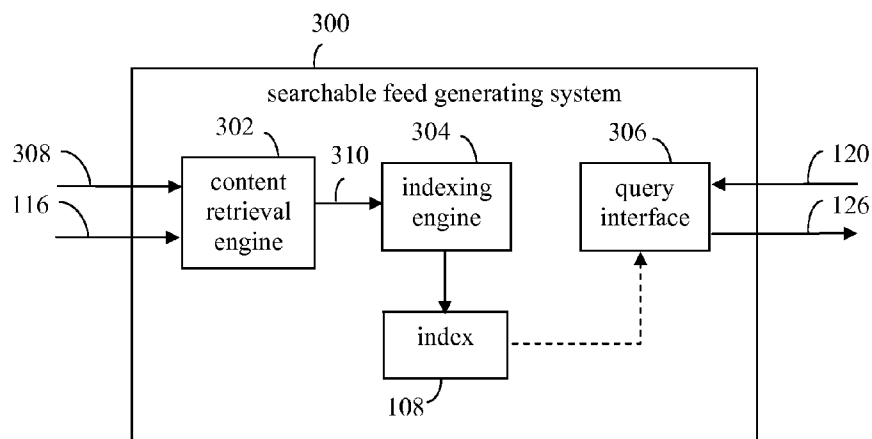 300
searchable feed generating system
302
304
306
308
310
120
content
retrieval
engine
indexing
engine
query
interface
116
126
index
108